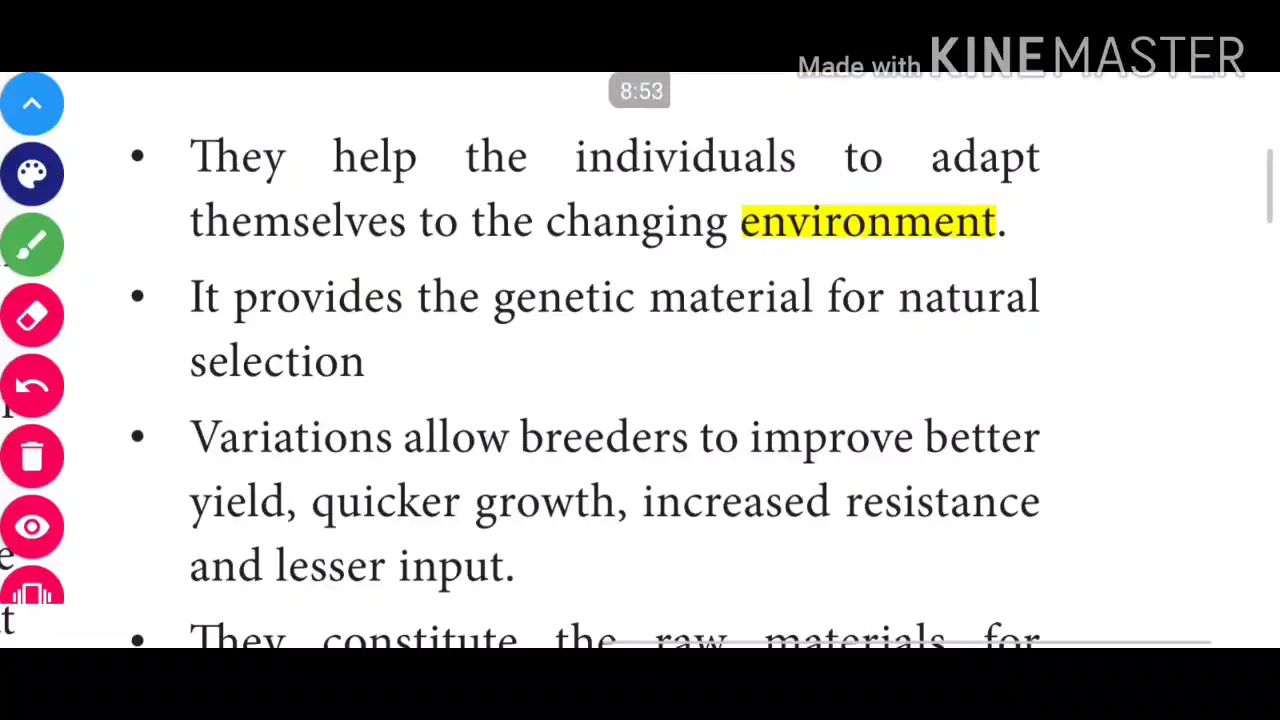 Made with KINEMASTER
8:53
• They help the individuals to adapt
themselves to the changing environment.
• It provides the genetic material for natural
selection
• Variations allow breeders to improve better
yield, quicker growth, increased resistance
and lesser input.
• They constitute the raw materials for